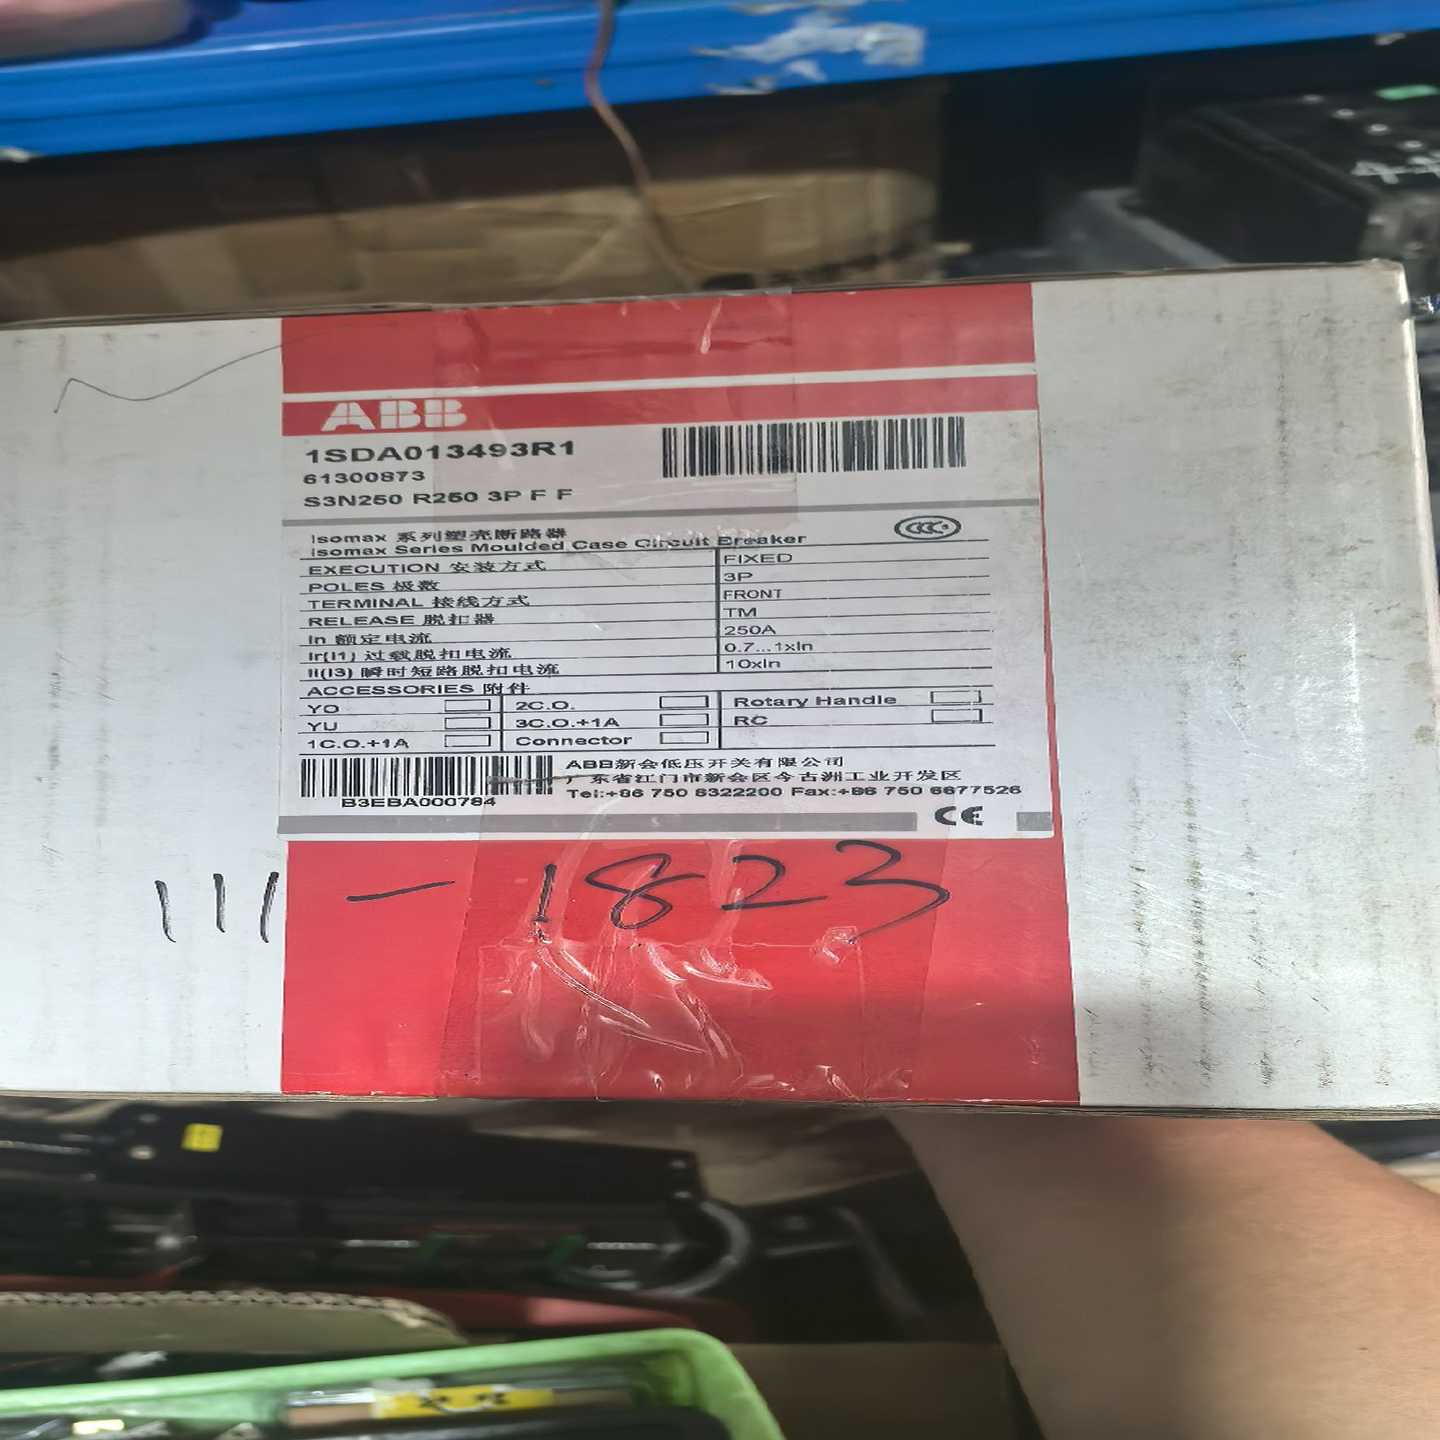 ABB
1SDA013493R1
61300873
S3N250 R250 3P F F
Isomax 系列塑壳断路器
Isomax Series Moulded Case Circuit Breaker
EXECUTION 安装方式 FIXED
POLES 极数 3P
TERMINAL 接线方式 FRONT
RELEASE 脱扣器 TM
In 额定电流 250A
Ir(I1) 过载脱扣电流 0.7...1xIn
Ii(I3) 瞬时短路脱扣电流 10xIn
ACCESSORIES 附件
YO 2C.O. Rotary Handle
YU 3C.O.+1A RC
1C.O.+1A Connector
ABB新会低压开关有限公司
广东省江门市新会区今古洲工业开发区
Tel:+86 750 6322200 Fax:+86 750 6677526
B3EBA000784
CE
111-1823